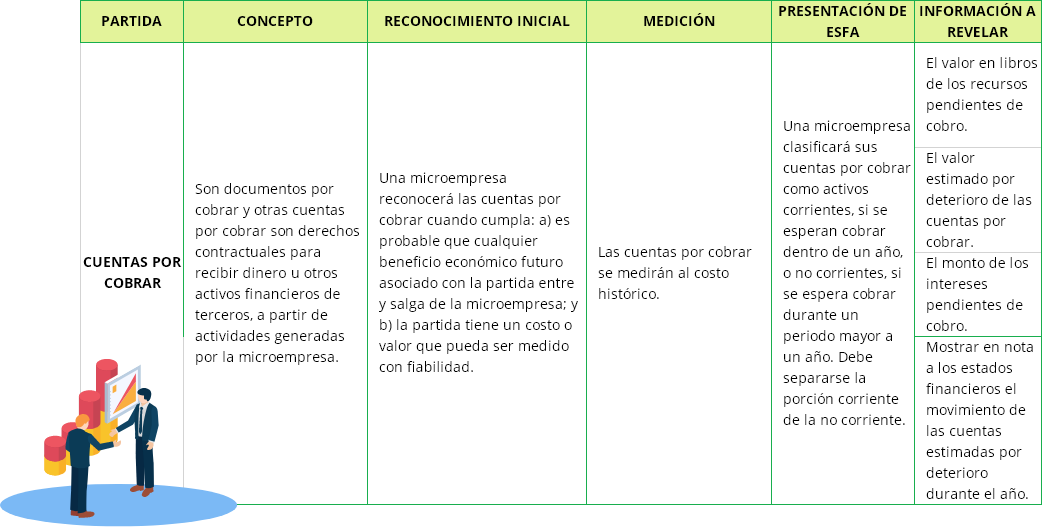 PARTIDA
CONCEPTO
RECONOCIMIENTO INICIAL
MEDICIÓN
PRESENTACIÓN DE
ESFA
INFORMACIÓN A
REVELAR
CUENTAS POR
COBRAR
Son documentos por
cobrar y otras cuentas
por cobrar son derechos
contractuales para
recibir dinero u otros
activos financieros de
terceros, a partir de
actividades generadas
por la microempresa.
Una microempresa
reconocerá las cuentas por
cobrar cuando cumpla: a) es
probable que cualquier
beneficio económico futuro
asociado con la partida entre
y salga de la microempresa; y
b) la partida tiene un costo o
valor que pueda ser medido
con fiabilidad.
Las cuentas por cobrar
se medirán al costo
histórico.
Una microempresa
clasificará sus
cuentas por cobrar
como activos
corrientes, si se
esperan cobrar
dentro de un año,
o no corrientes, si
se espera cobrar
durante un
periodo mayor a
un año. Debe
separarse la
porción corriente
de la no corriente.
El valor en libros
de los recursos
pendientes de
cobro.
El valor
estimado por
deterioro de las
cuentas por
cobrar.
El monto de los
intereses
pendientes de
cobro.
Mostrar en nota
a los estados
financieros el
movimiento de
las cuentas
estimadas por
deterioro
durante el año.